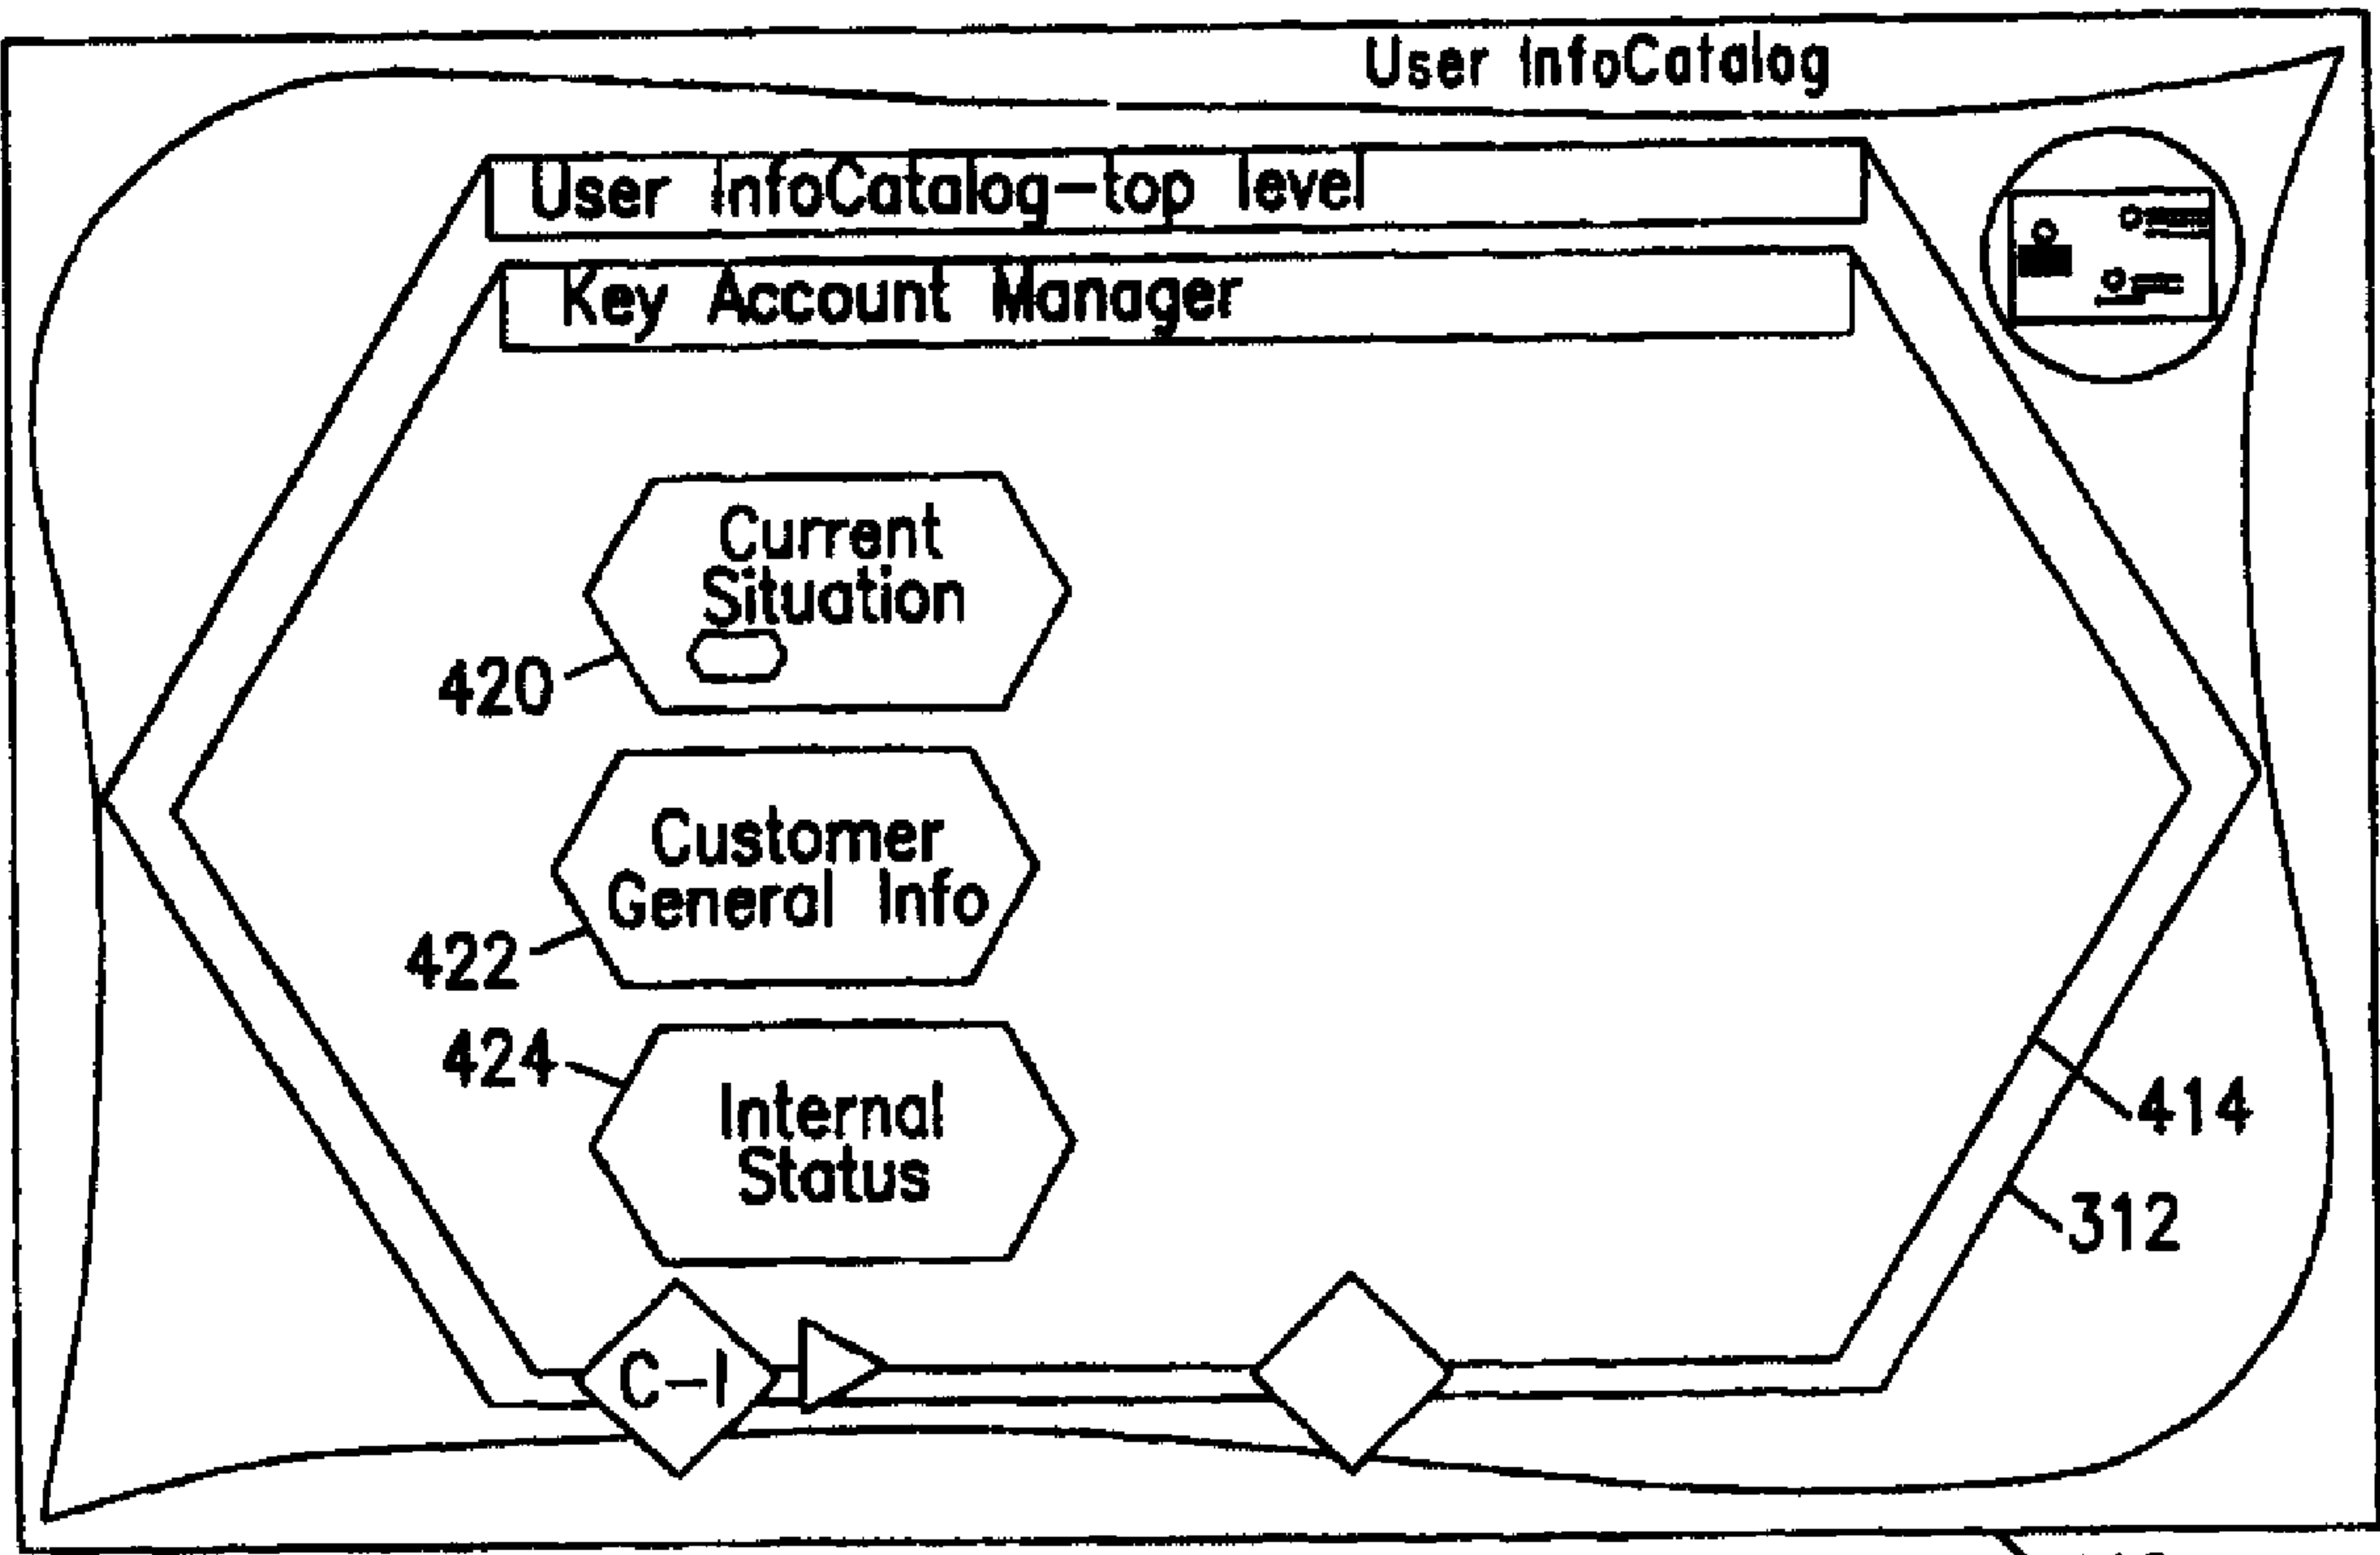 User InfoCatalog
User InfoCatalog-top level
Key Account Manager
Current
Situation
420
Customer
General Info
422
424
Internal
Status
414
312
C-1